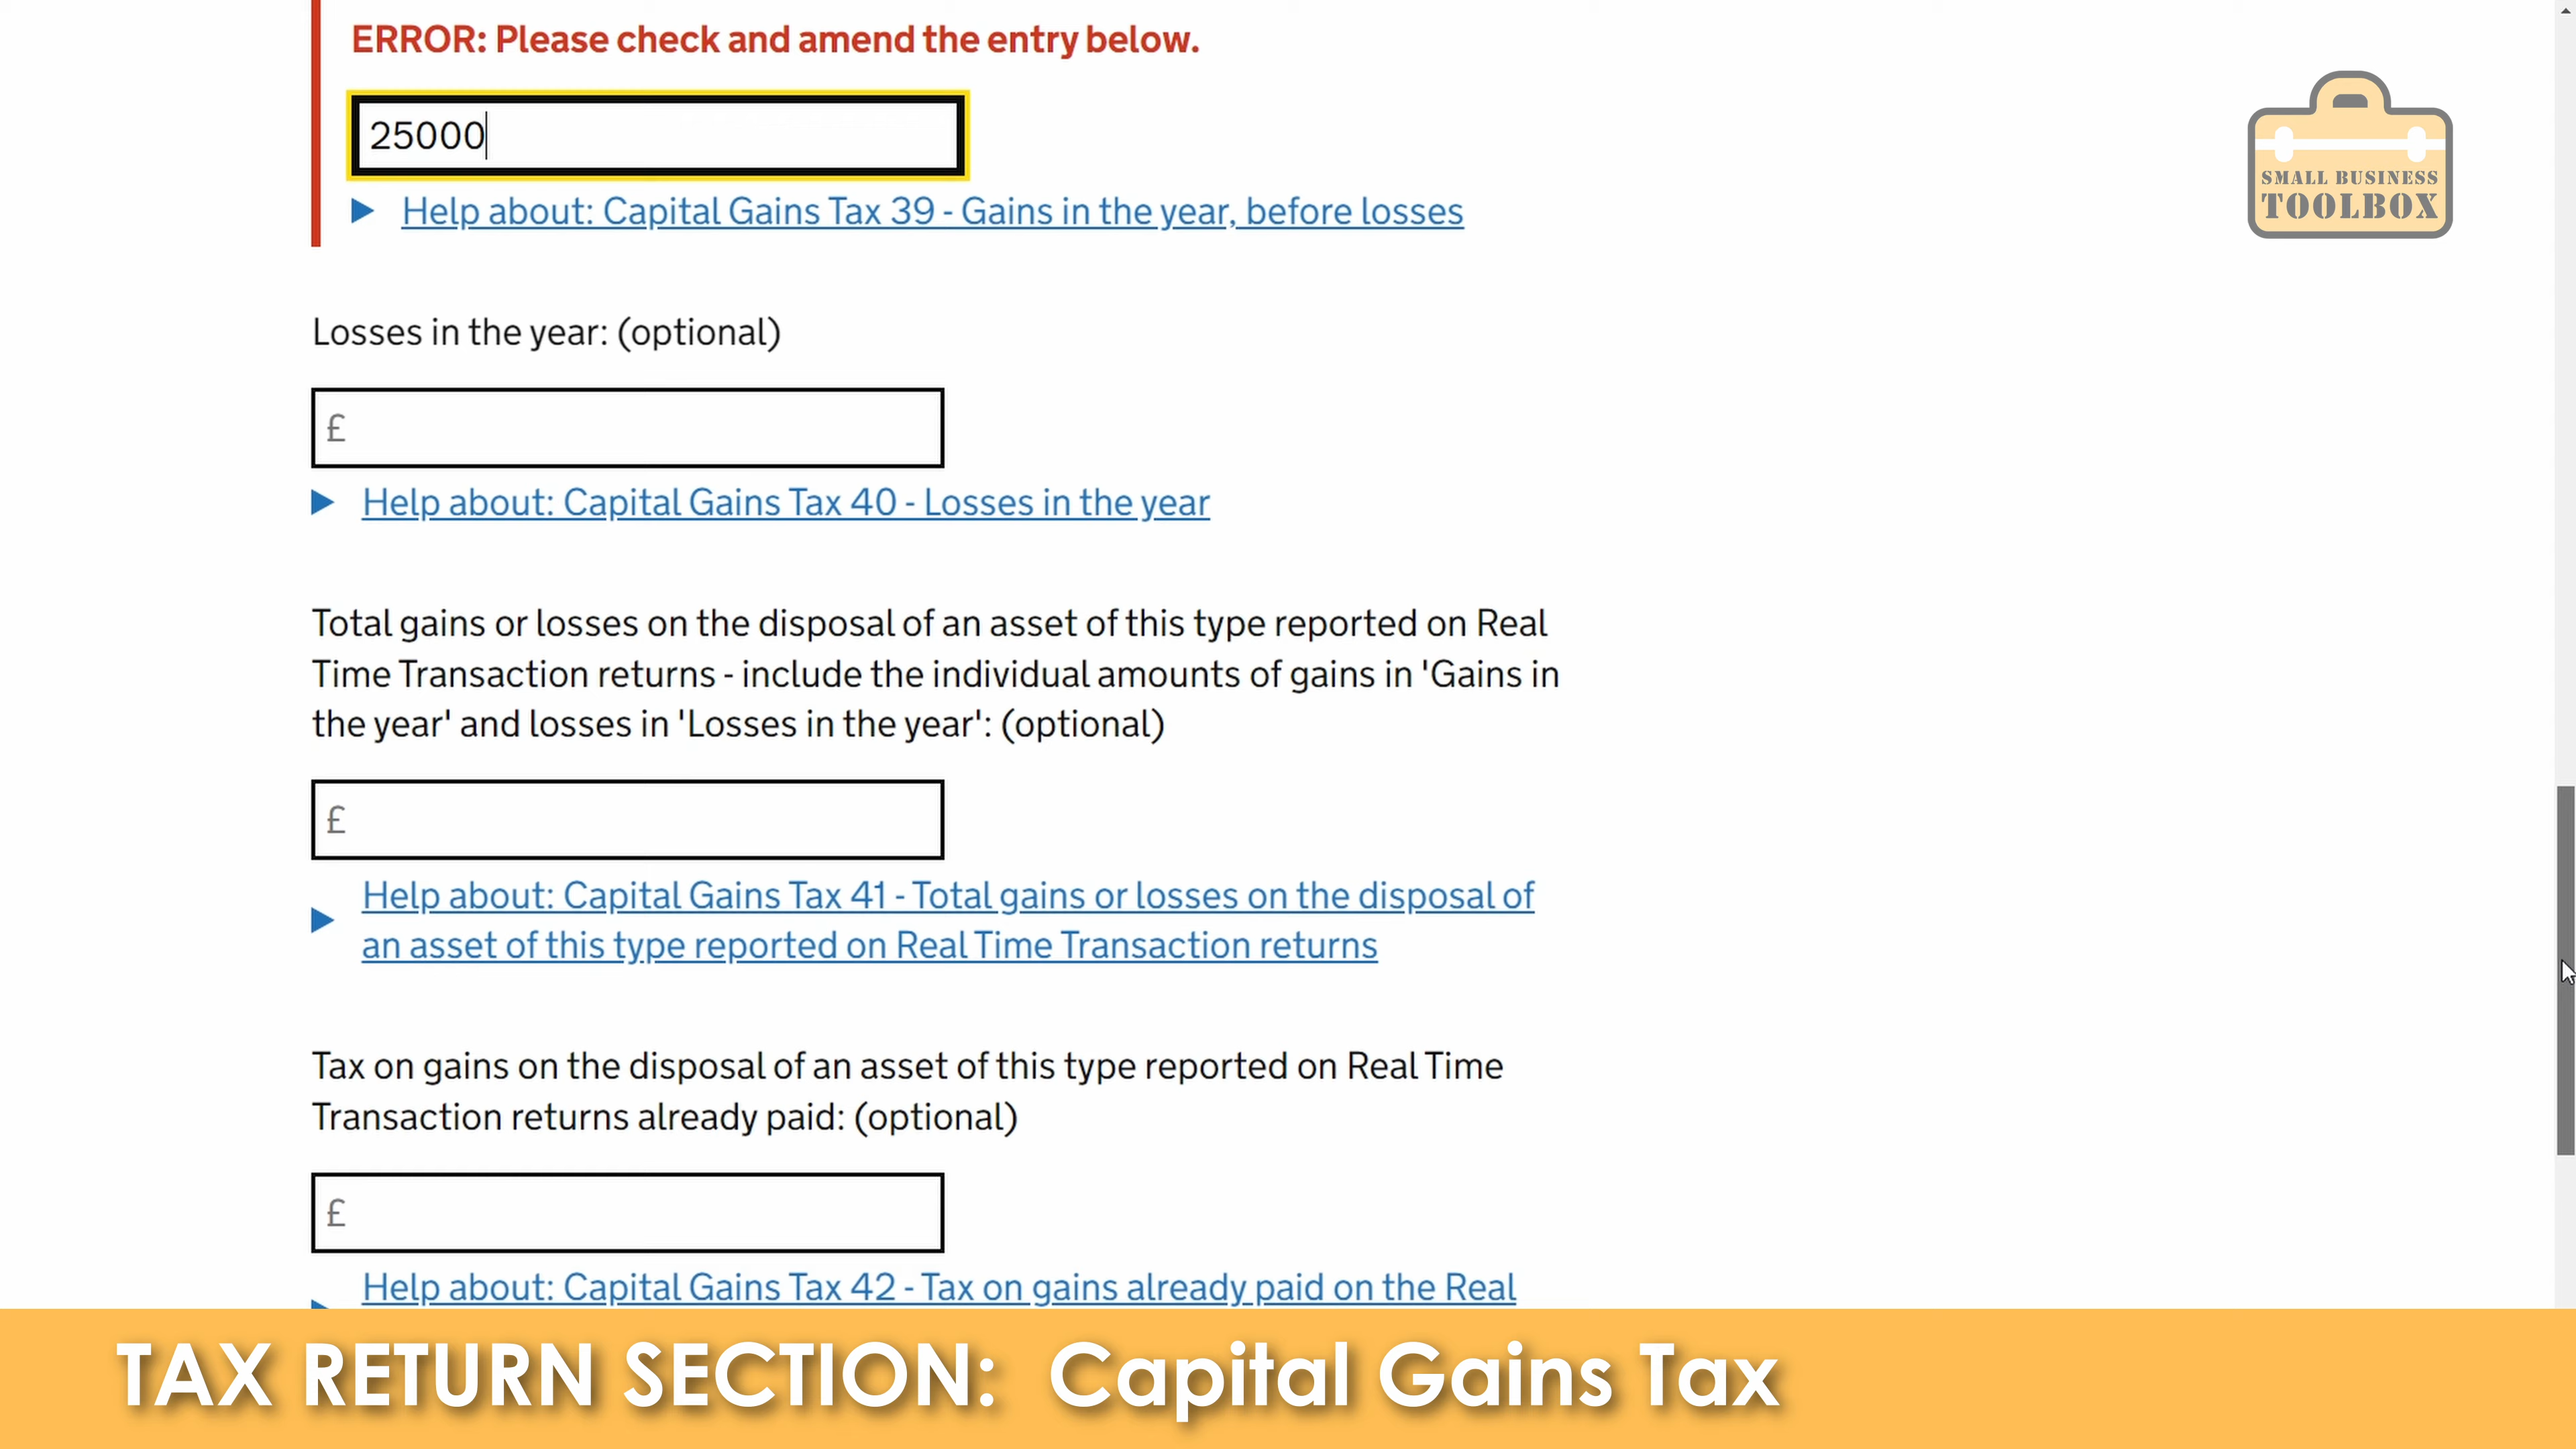 ERROR: Please check and amend the entry below.
25000
Help about: Capital Gains Tax 39 - Gains in the year, before losses
SMALL BUSINESS
TOOLBOX
Losses in the year: (optional)
£
Help about: Capital Gains Tax 40 - Losses in the year
Total gains or losses on the disposal of an asset of this type reported on Real
Time Transaction returns - include the individual amounts of gains in 'Gains in
the year' and losses in 'Losses in the year': (optional)
£
Help about: Capital Gains Tax 41 - Total gains or losses on the disposal of
an asset of this type reported on Real Time Transaction returns
Tax on gains on the disposal of an asset of this type reported on Real Time
Transaction returns already paid: (optional)
£
Help about: Capital Gains Tax 42 - Tax on gains already paid on the Real
TAX RETURN SECTION: Capital Gains Tax